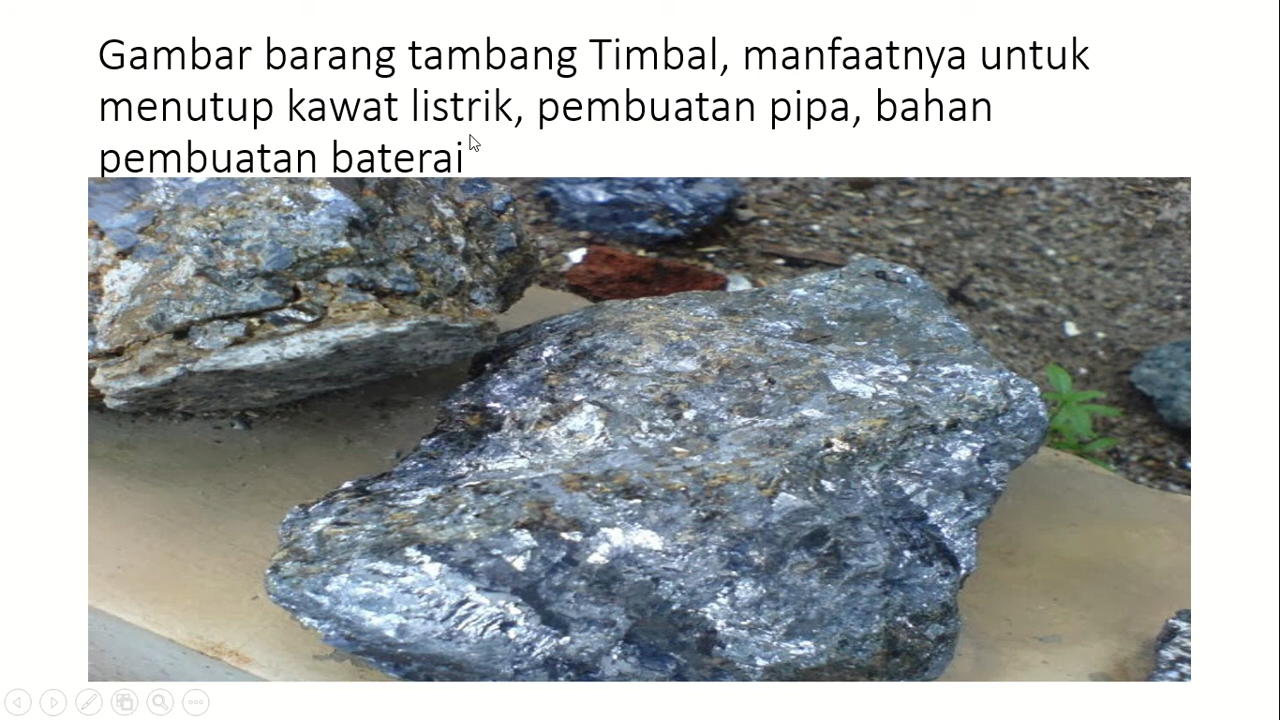 Gambar barang tambang Timbal, manfaatnya untuk
menutup kawat listrik, pembuatan pipa, bahan
pembuatan baterai